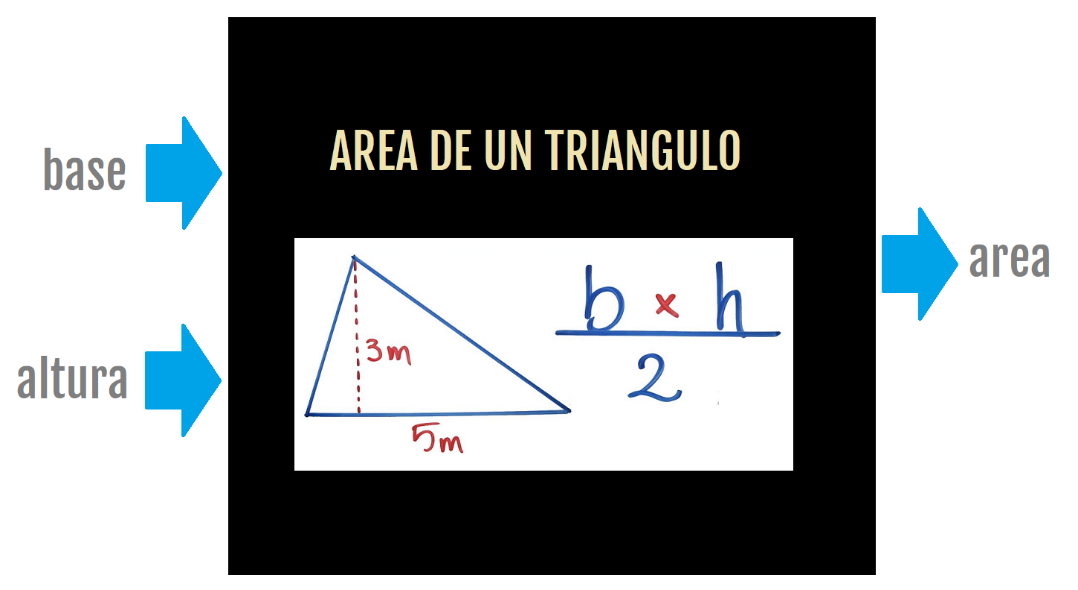 base
altura
AREA DE UN TRIANGULO
3m
5m
b x h
2
area